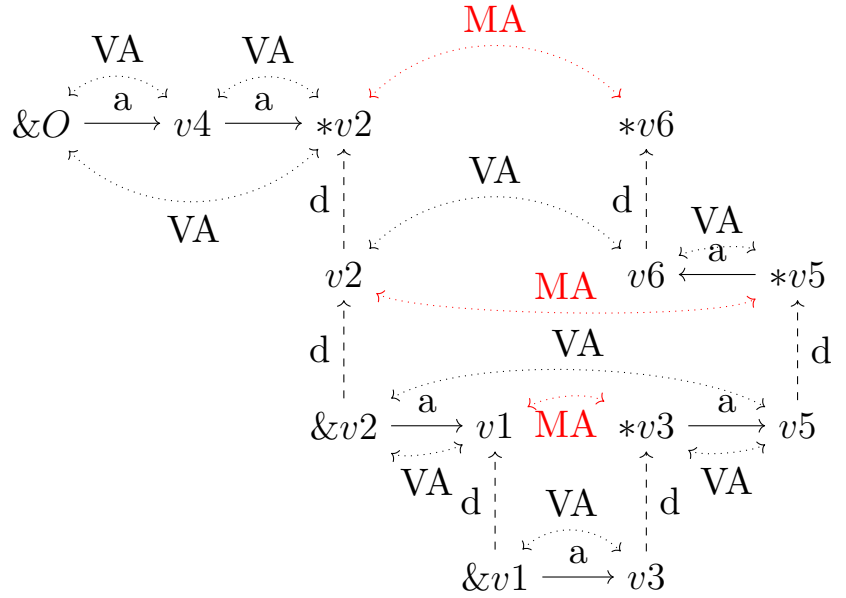 MA
VA VA
&O a v4 a *v2 *v6
VA
d d
VA
VA
a
v2 v6 *v5
MA
d d
VA
a a
&v2 v1 MA *v3 v5
VA VA
d d
VA
a
&v1 v3